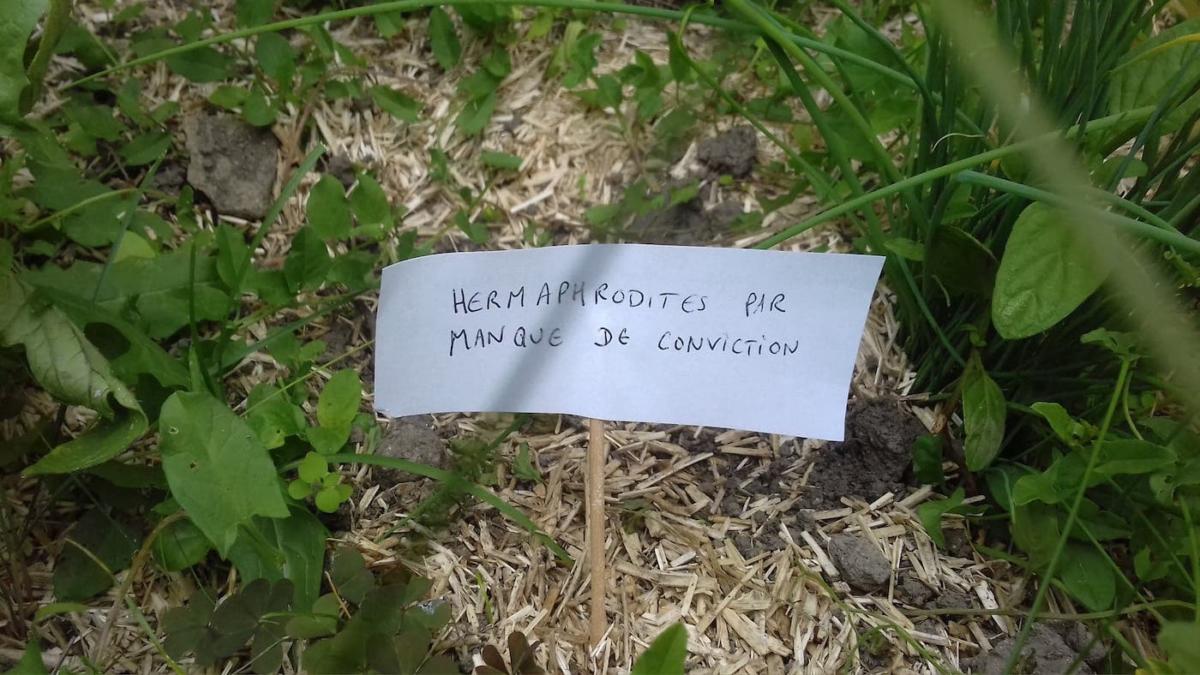 HERMAPHRODITES PAR
MANQUE DE CONVICTION